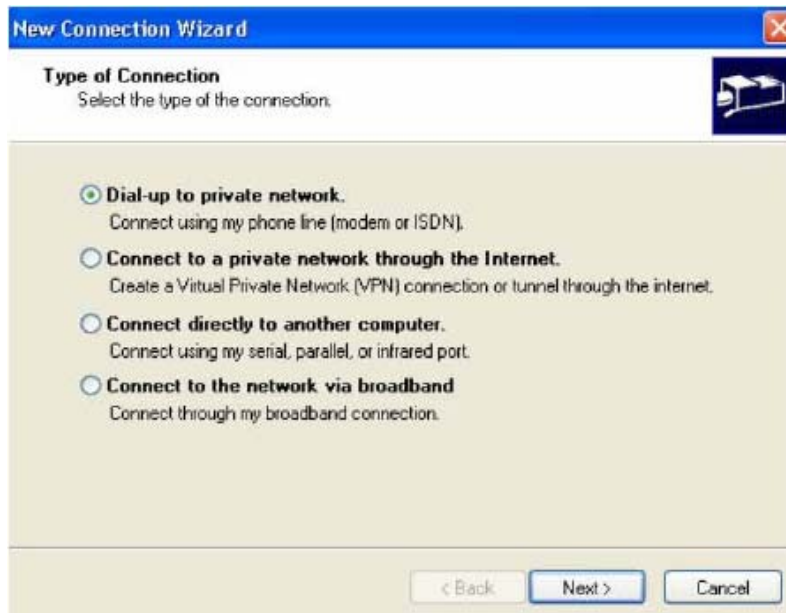 New Connection Wizard
Type of Connection
Select the type of the connection.
Dial-up to private network.
Connect using my phone line (modem or ISDN).
Connect to a private network through the Internet.
Create a Virtual Private Network (VPN) connection or tunnel through the internet.
Connect directly to another computer.
Connect using my serial, parallel, or infrared port.
Connect to the network via broadband
Connect through my broadband connection.
< Back
Next >
Cancel